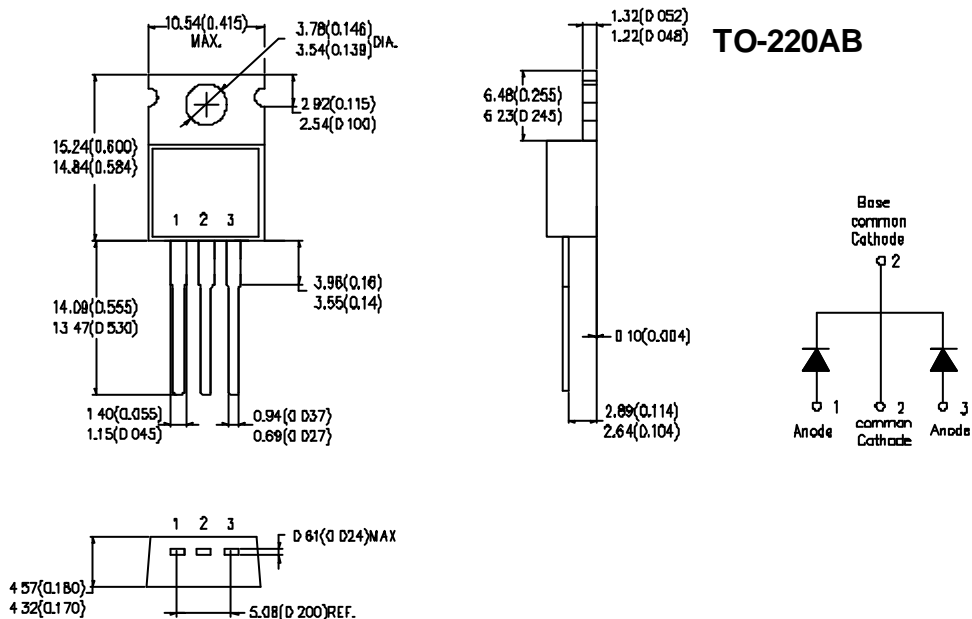 TO-220AB
10.54(0.415)
MAX.
3.78(0.146)
3.54(0.139)
DIA.
2.92(0.115)
2.54(0.100)
15.24(0.600)
14.84(0.584)
1 2 3
3.96(0.16)
3.55(0.14)
14.09(0.555)
13.47(0.530)
1.40(0.055)
1.15(0.045)
0.94(0.037)
0.69(0.027)
1.32(0.052)
1.22(0.048)
6.48(0.255)
6.23(0.245)
0.10(0.004)
2.89(0.114)
2.64(0.104)
Base
common
Cathode
2
1 2 3
Anode
common
Cathode
Anode
1 2 3
0.61(0.024)MAX
4.57(0.180)
4.32(0.170)
5.08(0.200)REF.